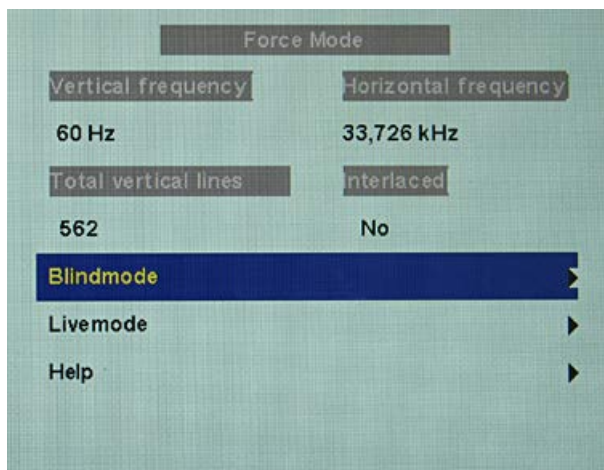 Force Mode
Vertical frequency Horizontal frequency
60 Hz 33,726 kHz
Total vertical lines Interlaced
562 No
Blindmode
Livemode
Help